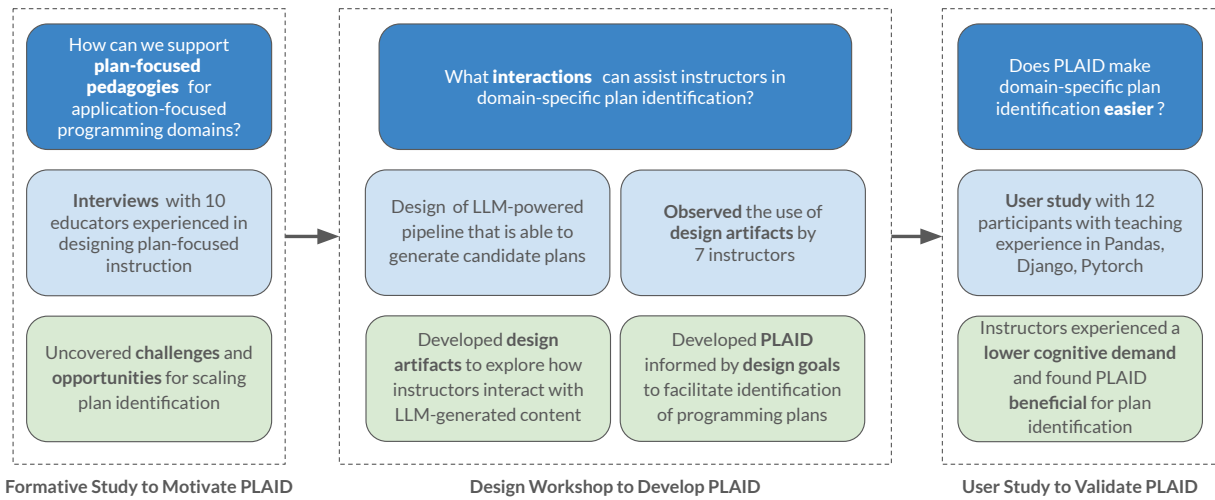 How can we support
plan-focused
pedagogies for
application-focused
programming domains?
Interviews with 10
educators experienced in
designing plan-focused
instruction
Uncovered challenges and
opportunities for scaling
plan identification
Formative Study to Motivate PLAID
What interactions can assist instructors in
domain-specific plan identification?
Design of LLM-powered
pipeline that is able to
generate candidate plans
Observed the use of
design artifacts by
7 instructors
Developed design
artifacts to explore how
instructors interact with
LLM-generated content
Developed PLAID
informed by design goals
to facilitate identification
of programming plans
Design Workshop to Develop PLAID
Does PLAID make
domain-specific plan
identification easier ?
User study with 12
participants with teaching
experience in Pandas,
Django, Pytorch
Instructors experienced a
lower cognitive demand
and found PLAID
beneficial for plan
identification
User Study to Validate PLAID